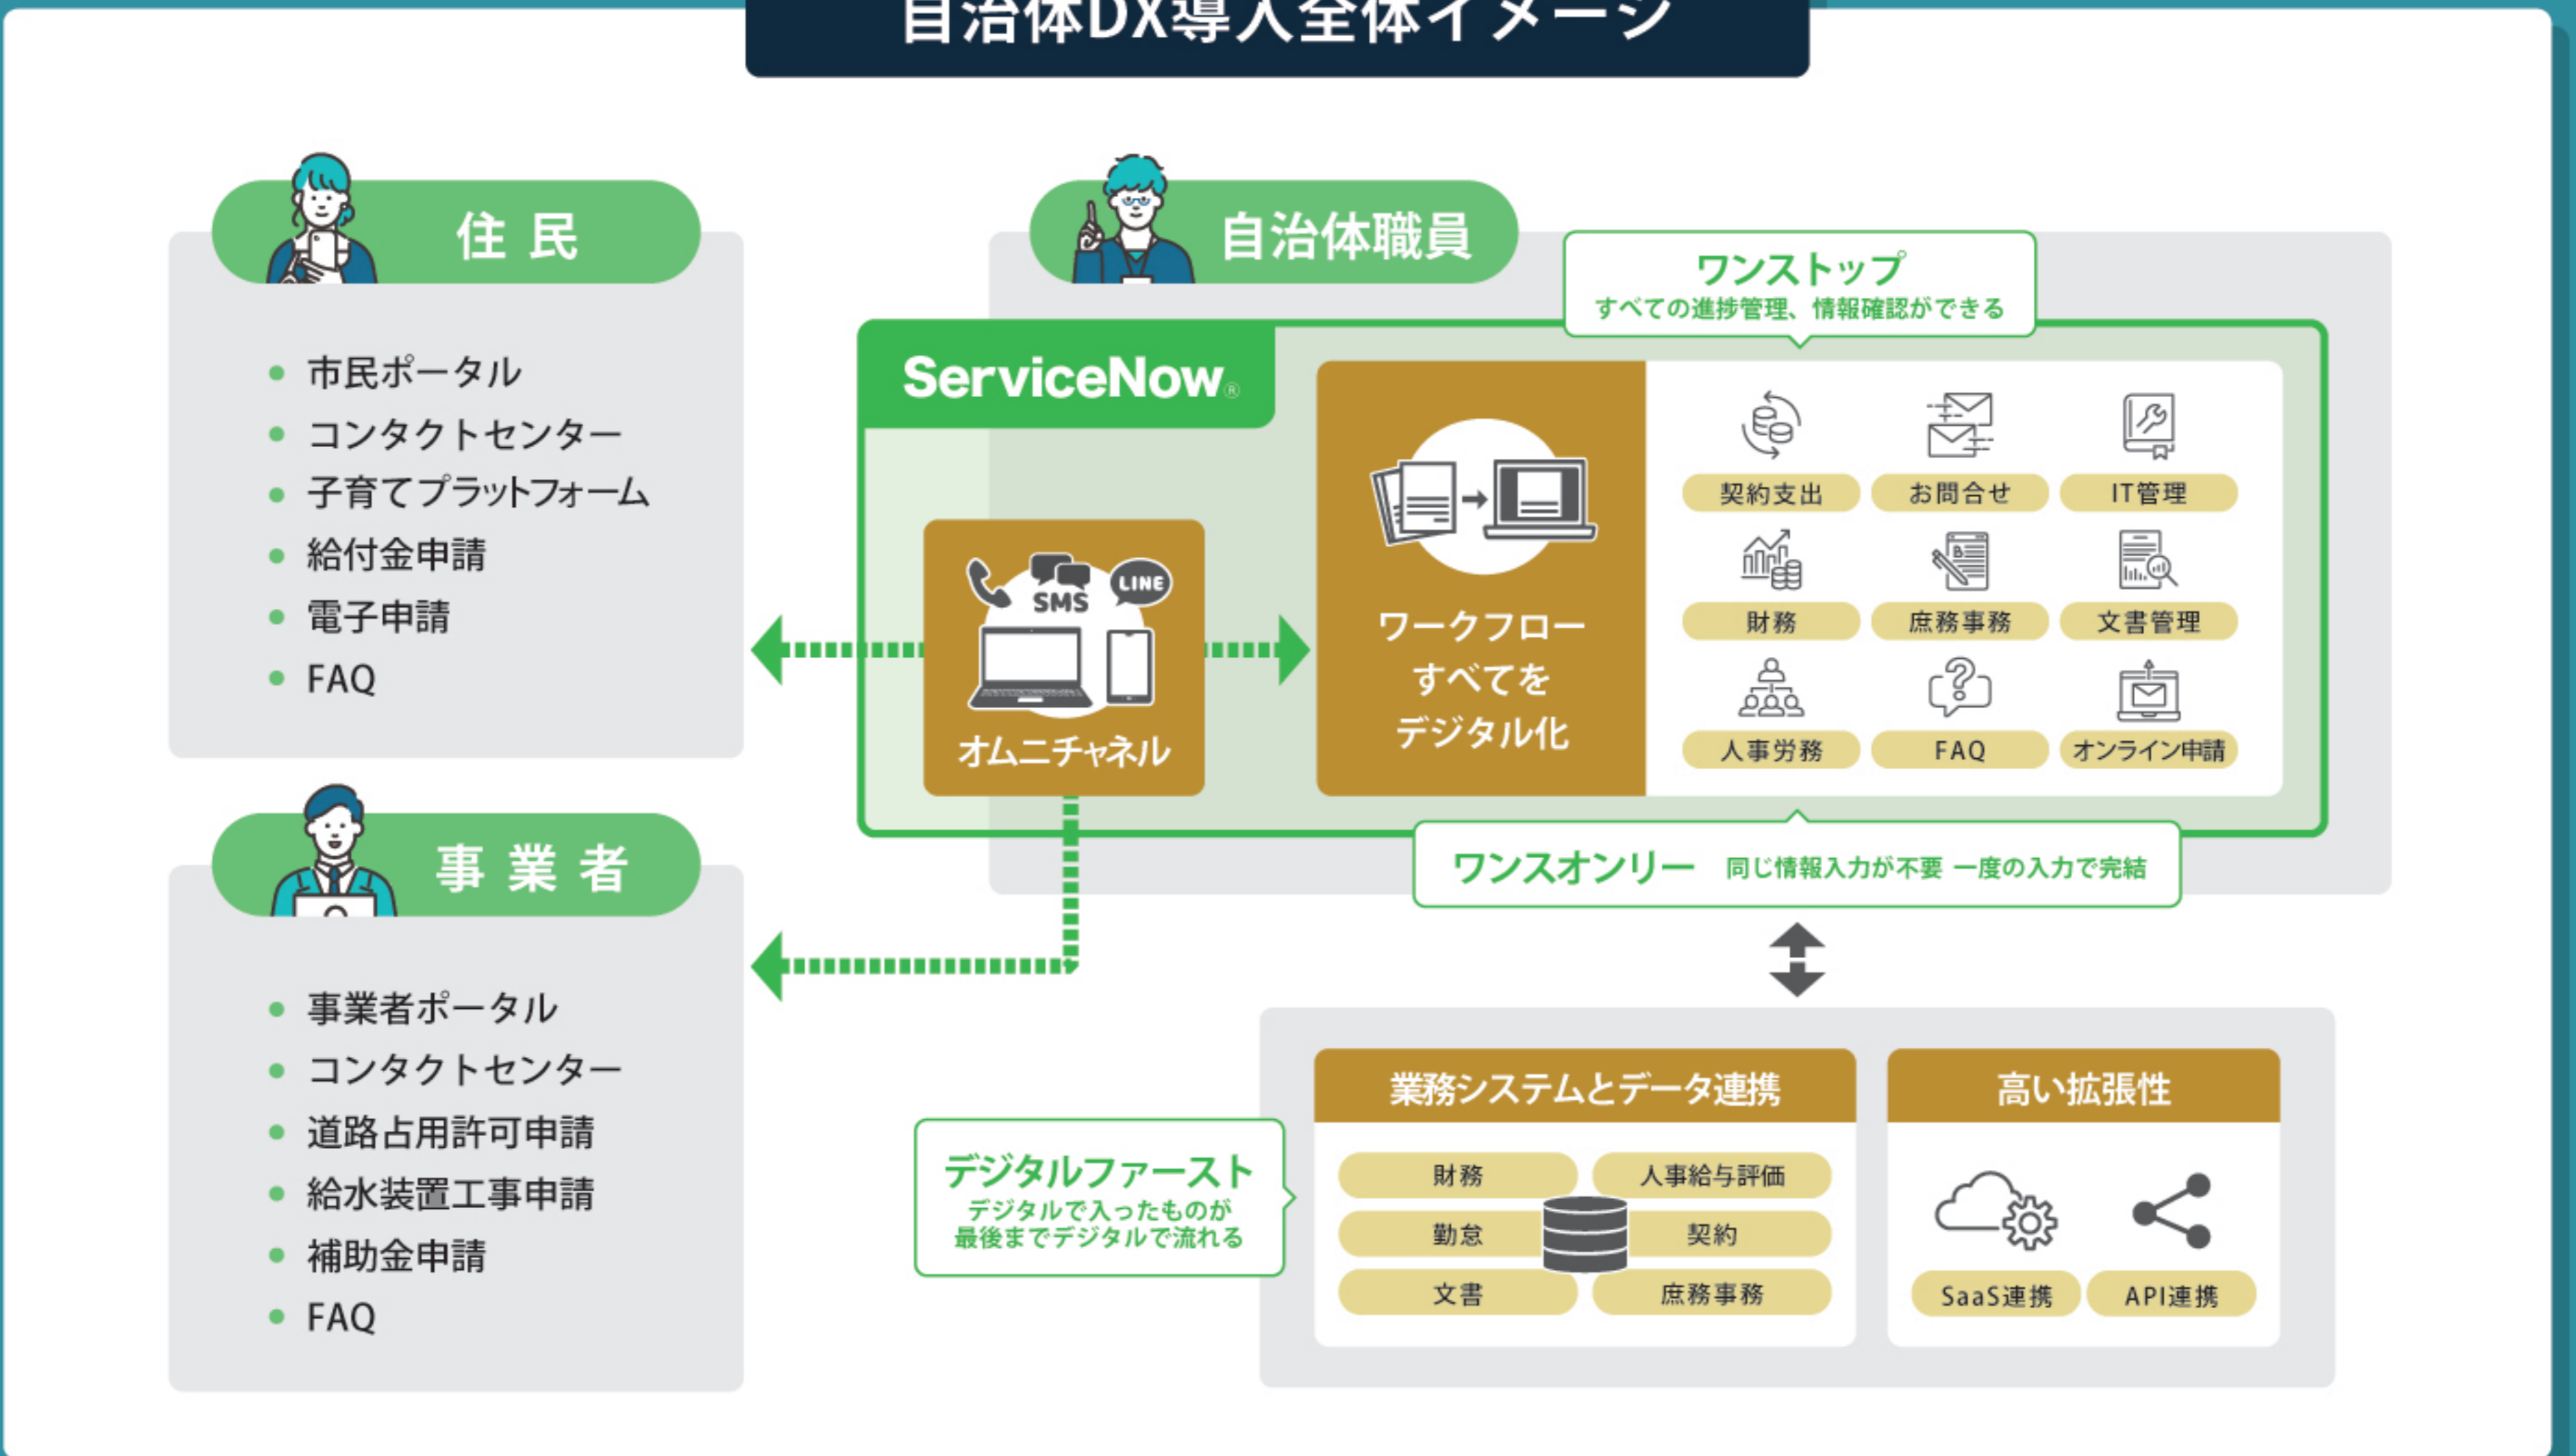 自治体DX導入全体イメージ
住民
市民ポータル
コンタクトセンター
子育てプラットフォーム
給付金申請
電子申請
FAQ
事業者
事業者ポータル
コンタクトセンター
道路占用許可申請
給水装置工事申請
補助金申請
FAQ
自治体職員
ワンストップ
すべての進捗管理、情報確認ができる
ServiceNow®
SMS
LINE
オムニチャネル
ワークフロー
すべてを
デジタル化
契約支出
お問合せ
IT管理
財務
庶務事務
文書管理
人事労務
FAQ
オンライン申請
ワンスオンリー 同じ情報入力が不要 一度の入力で完結
デジタルファースト
デジタルで入ったものが
最後までデジタルで流れる
業務システムとデータ連携
財務
人事給与評価
勤怠
契約
文書
庶務事務
高い拡張性
SaaS連携
API連携